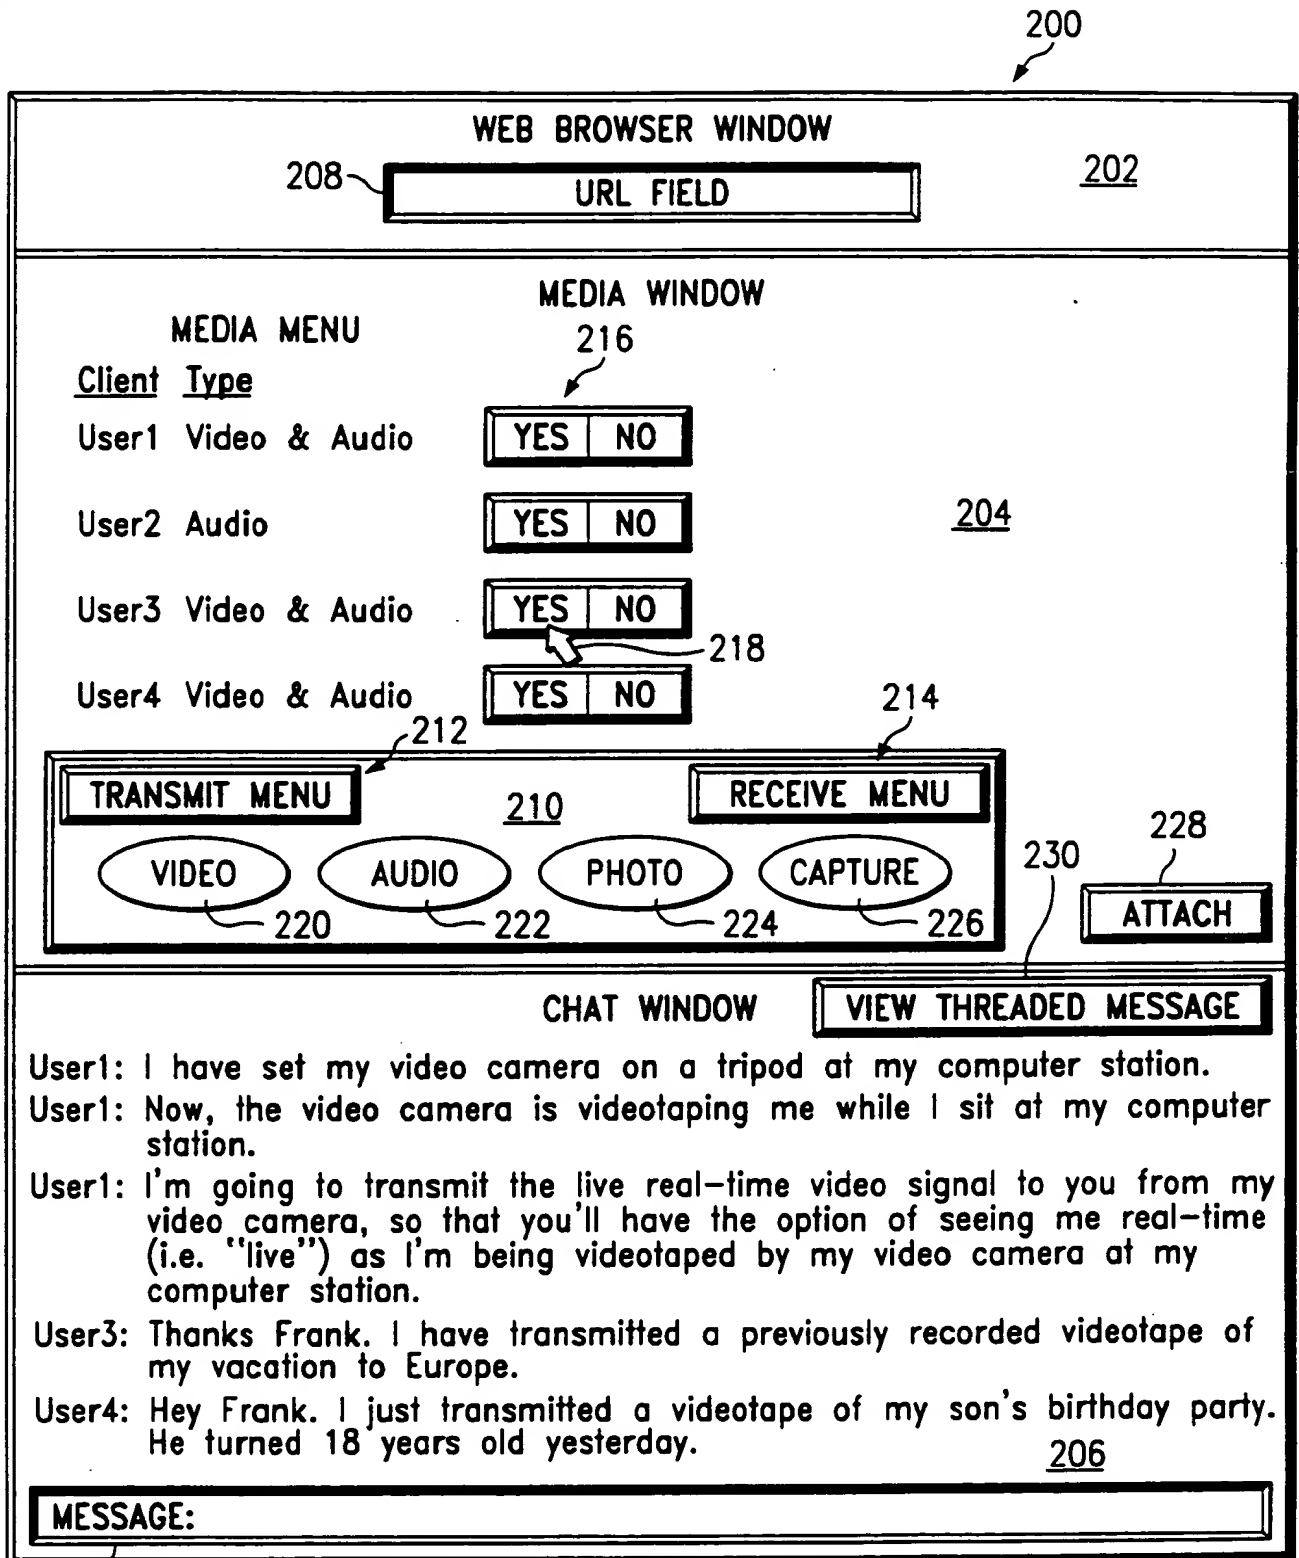 200
WEB BROWSER WINDOW
208
URL FIELD
202
MEDIA WINDOW
MEDIA MENU
216
Client Type
User1 Video & Audio YES NO
User2 Audio YES NO
204
User3 Video & Audio YES NO
218
User4 Video & Audio YES NO
214
212
TRANSMIT MENU
210
RECEIVE MENU
228
230
VIDEO AUDIO PHOTO CAPTURE
ATTACH
220 222 224 226
CHAT WINDOW
VIEW THREADED MESSAGE
User1: I have set my video camera on a tripod at my computer station.
User1: Now, the video camera is videotaping me while I sit at my computer
station.
User1: I'm going to transmit the live real-time video signal to you from my
video camera, so that you'll have the option of seeing me real-time
(i.e. "live") as I'm being videotaped by my video camera at my
computer station.
User3: Thanks Frank. I have transmitted a previously recorded videotape of
my vacation to Europe.
User4: Hey Frank. I just transmitted a videotape of my son's birthday party.
He turned 18 years old yesterday.
206
MESSAGE: